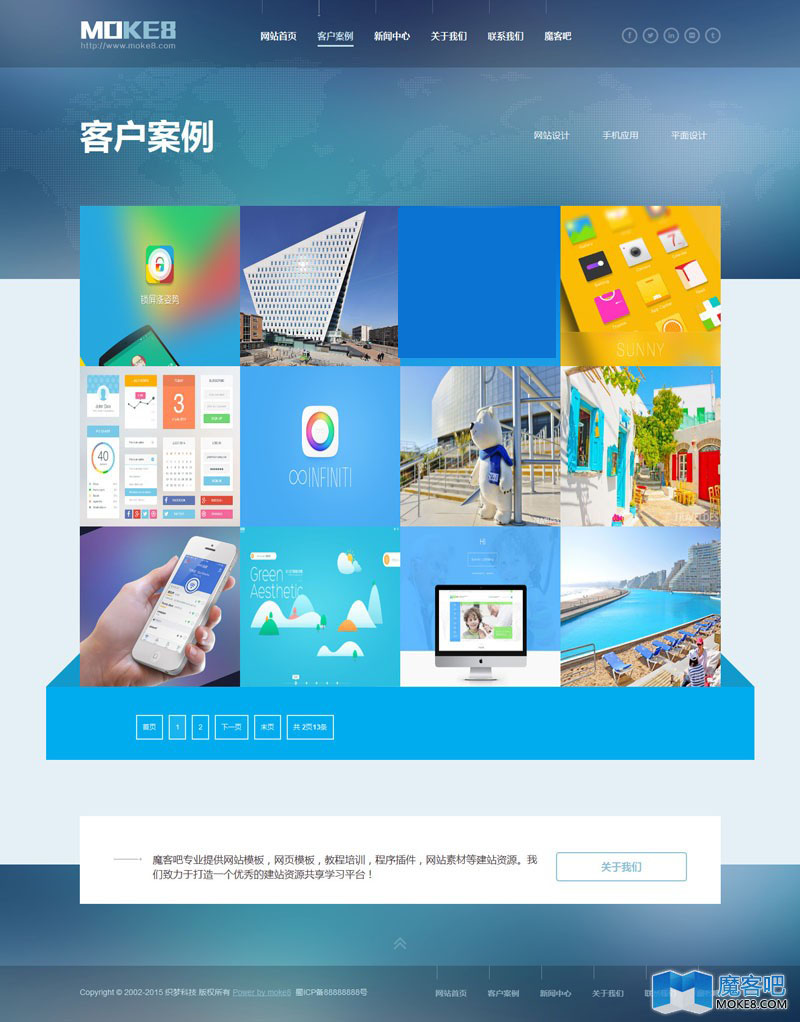 MOKE8
http://www.moke8.com
网站首页 客户案例 新闻中心 关于我们 联系我们 魔客吧
客户案例
网站设计 手机应用 平面设计
锁屏涨姿势
SUNNY
3
40
∞INFINITI
Green
Aesthetic
Hi
首页 1 2 下一页 末页 共 2页13条
魔客吧专业提供网站模板，网页模板，教程培训，程序插件，网站素材等建站资源。我
们致力于打造一个优秀的建站资源共享学习平台！
关于我们
Copyright © 2002-2015 织梦科技 版权所有 Power by moke8 蜀ICP备88888888号
网站首页 客户案例 新闻中心 关于我们
魔客吧
MOKE8.COM